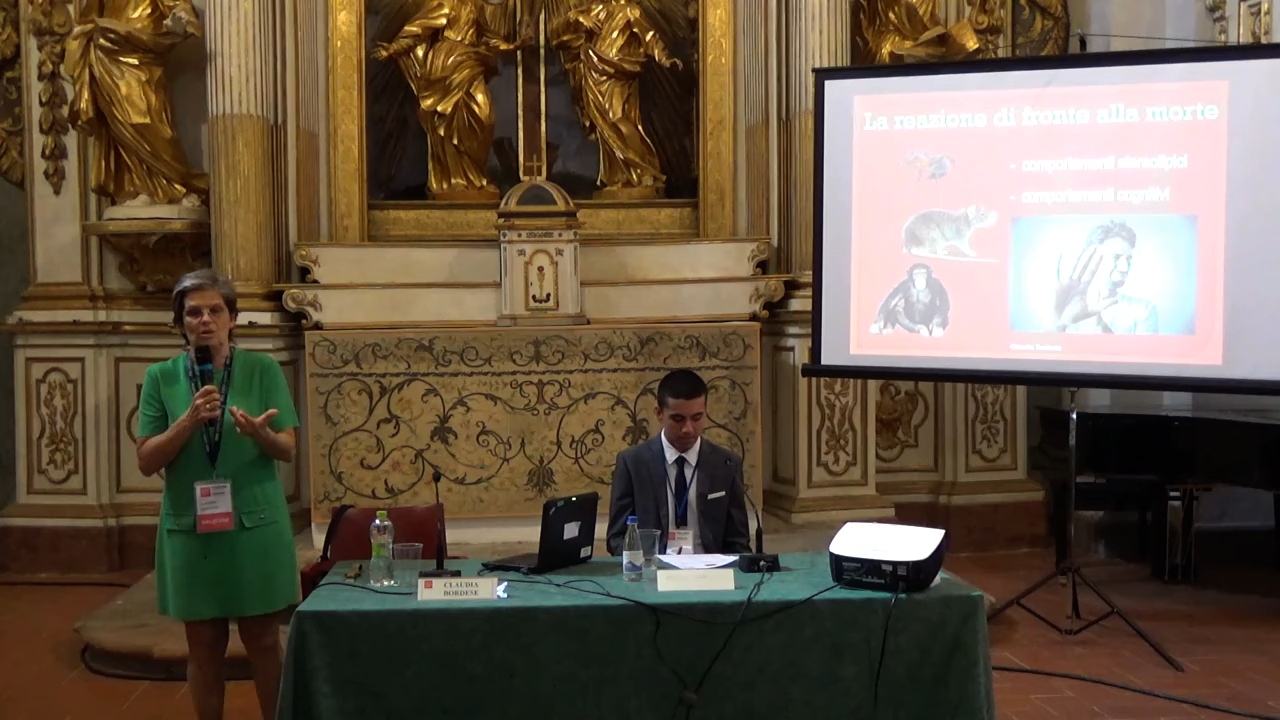 La reazione di fronte alla morte
- comportamenti stereotipici
- comportamenti cognitivi
CLAUDIA
BORDESE